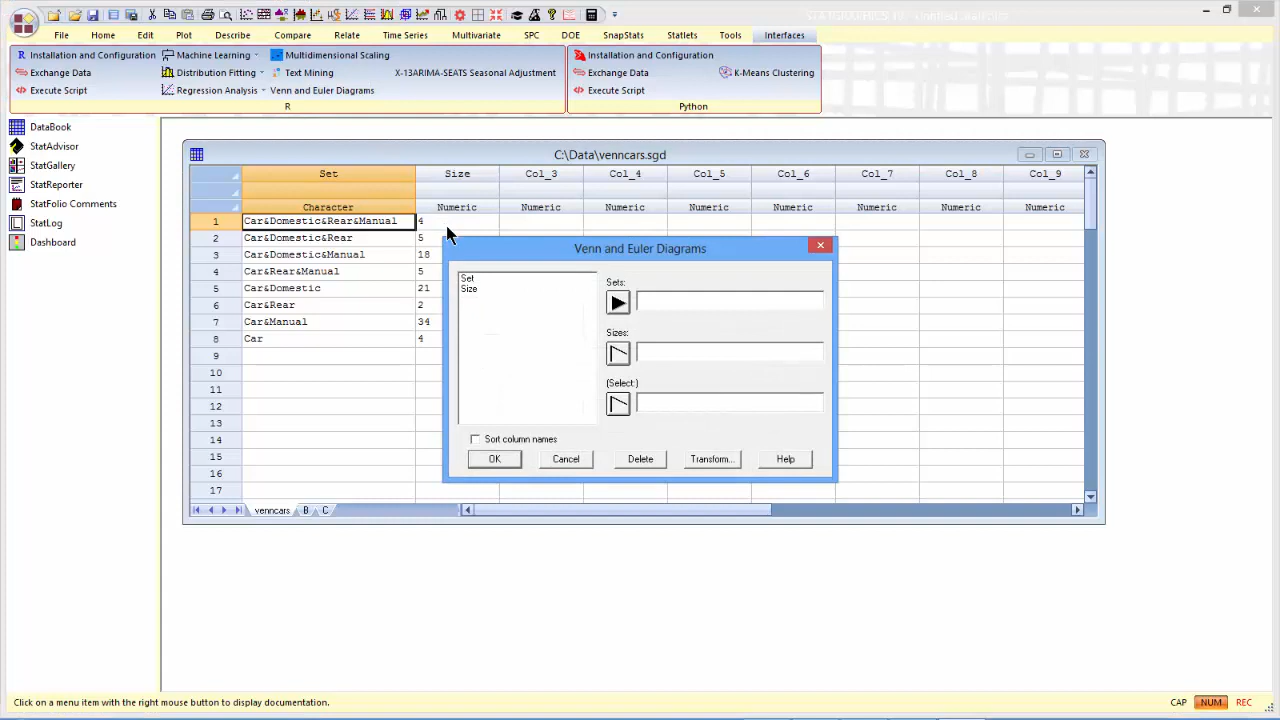 STATGRAPHICS 19 - Untitled StatFolio
File Home Edit Plot Describe Compare Relate Time Series Multivariate SPC DOE SnapStats Statlets Tools Interfaces
R Installation and Configuration Machine Learning Multidimensional Scaling Installation and Configuration
Exchange Data Distribution Fitting Text Mining X-13ARIMA-SEATS Seasonal Adjustment Exchange Data K-Means Clustering
Execute Script Regression Analysis Venn and Euler Diagrams Execute Script
R Python
DataBook
StatAdvisor
StatGallery
StatReporter
StatFolio Comments
StatLog
Dashboard
C:\Data\venncars.sgd
Set Size Col_3 Col_4 Col_5 Col_6 Col_7 Col_8 Col_9
Character Numeric Numeric Numeric Numeric Numeric Numeric Numeric Numeric
1 Car&Domestic&Rear&Manual 4
2 Car&Domestic&Rear 5
3 Car&Domestic&Manual 18
4 Car&Rear&Manual 5
5 Car&Domestic 21
6 Car&Rear 2
7 Car&Manual 34
8 Car 4
9
10
11
12
13
14
15
16
17
venncars B C
Venn and Euler Diagrams
Set
Size
Sets:
Sizes:
(Select:)
Sort column names
OK Cancel Delete Transform... Help
Click on a menu item with the right mouse button to display documentation.
CAP NUM REC